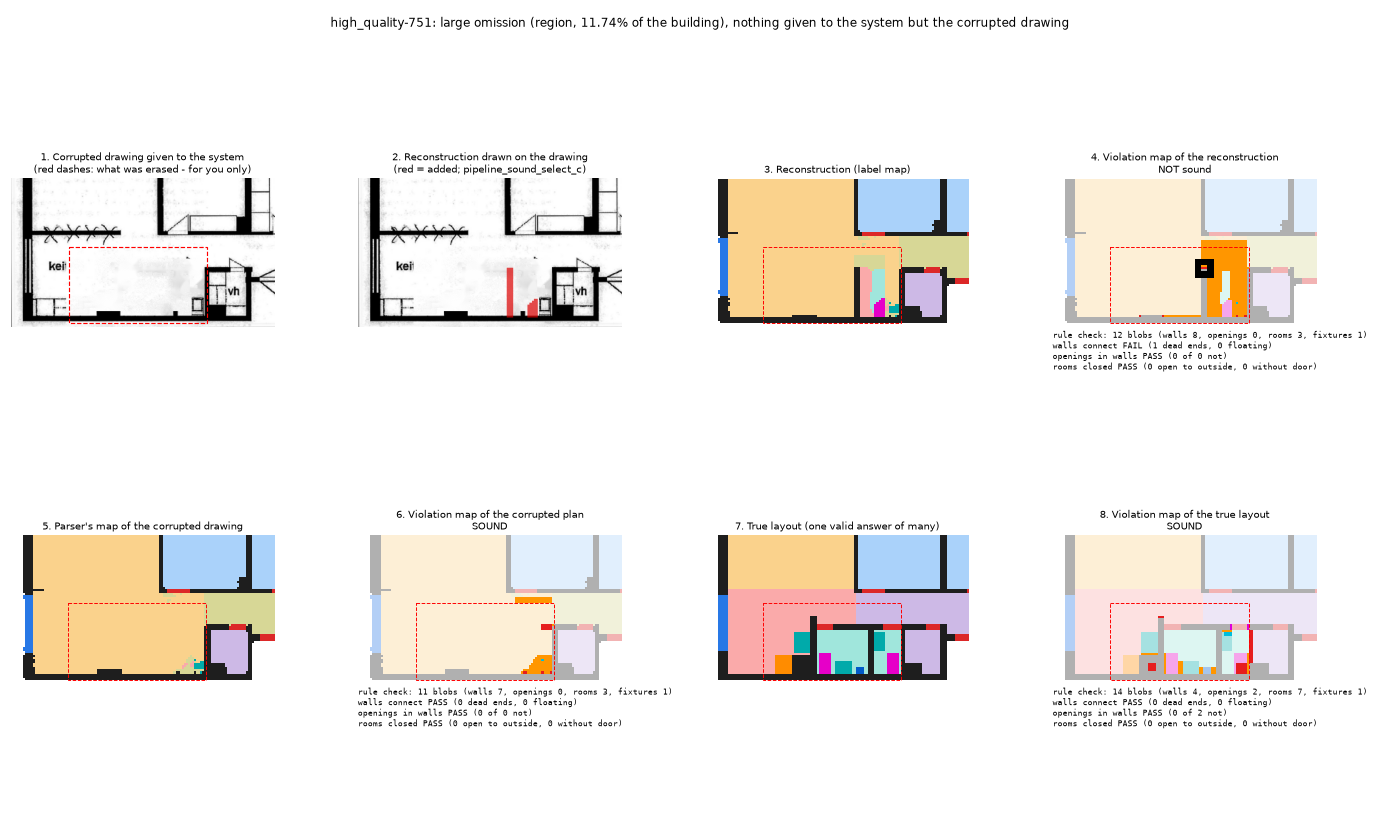 high_quality-751: large omission (region, 11.74% of the building), nothing given to the system but the corrupted drawing
1. Corrupted drawing given to the system
(red dashes: what was erased - for you only)
2. Reconstruction drawn on the drawing
(red = added; pipeline_sound_select_c)
3. Reconstruction (label map)
4. Violation map of the reconstruction
NOT sound
keit
vh
kei
vh
rule check: 12 blobs (walls 8, openings 0, rooms 3, fixtures 1)
walls connect FAIL (1 dead ends, 0 floating)
openings in walls PASS (0 of 0 not)
rooms closed PASS (0 open to outside, 0 without door)
5. Parser's map of the corrupted drawing
6. Violation map of the corrupted plan
SOUND
7. True layout (one valid answer of many)
8. Violation map of the true layout
SOUND
rule check: 11 blobs (walls 7, openings 0, rooms 3, fixtures 1)
walls connect PASS (0 dead ends, 0 floating)
openings in walls PASS (0 of 0 not)
rooms closed PASS (0 open to outside, 0 without door)
rule check: 14 blobs (walls 4, openings 2, rooms 7, fixtures 1)
walls connect PASS (0 dead ends, 0 floating)
openings in walls PASS (0 of 2 not)
rooms closed PASS (0 open to outside, 0 without door)